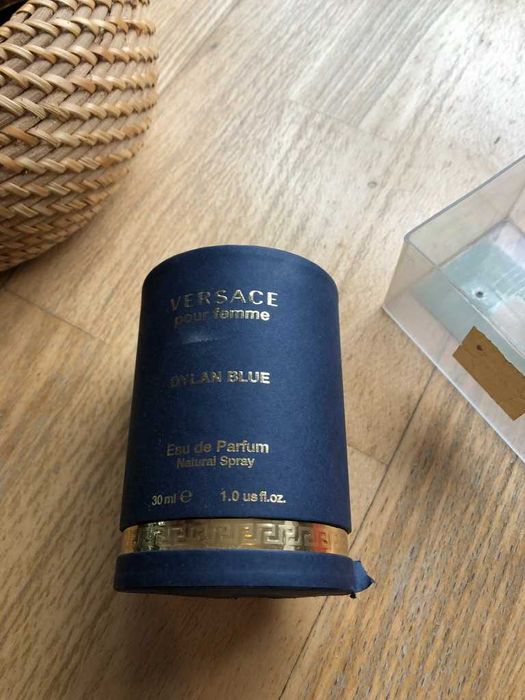 VERSACE
pour femme
DYLAN BLUE
Eau de Parfum
Natural Spray
30 ml ℮ 1.0 us fl.oz.